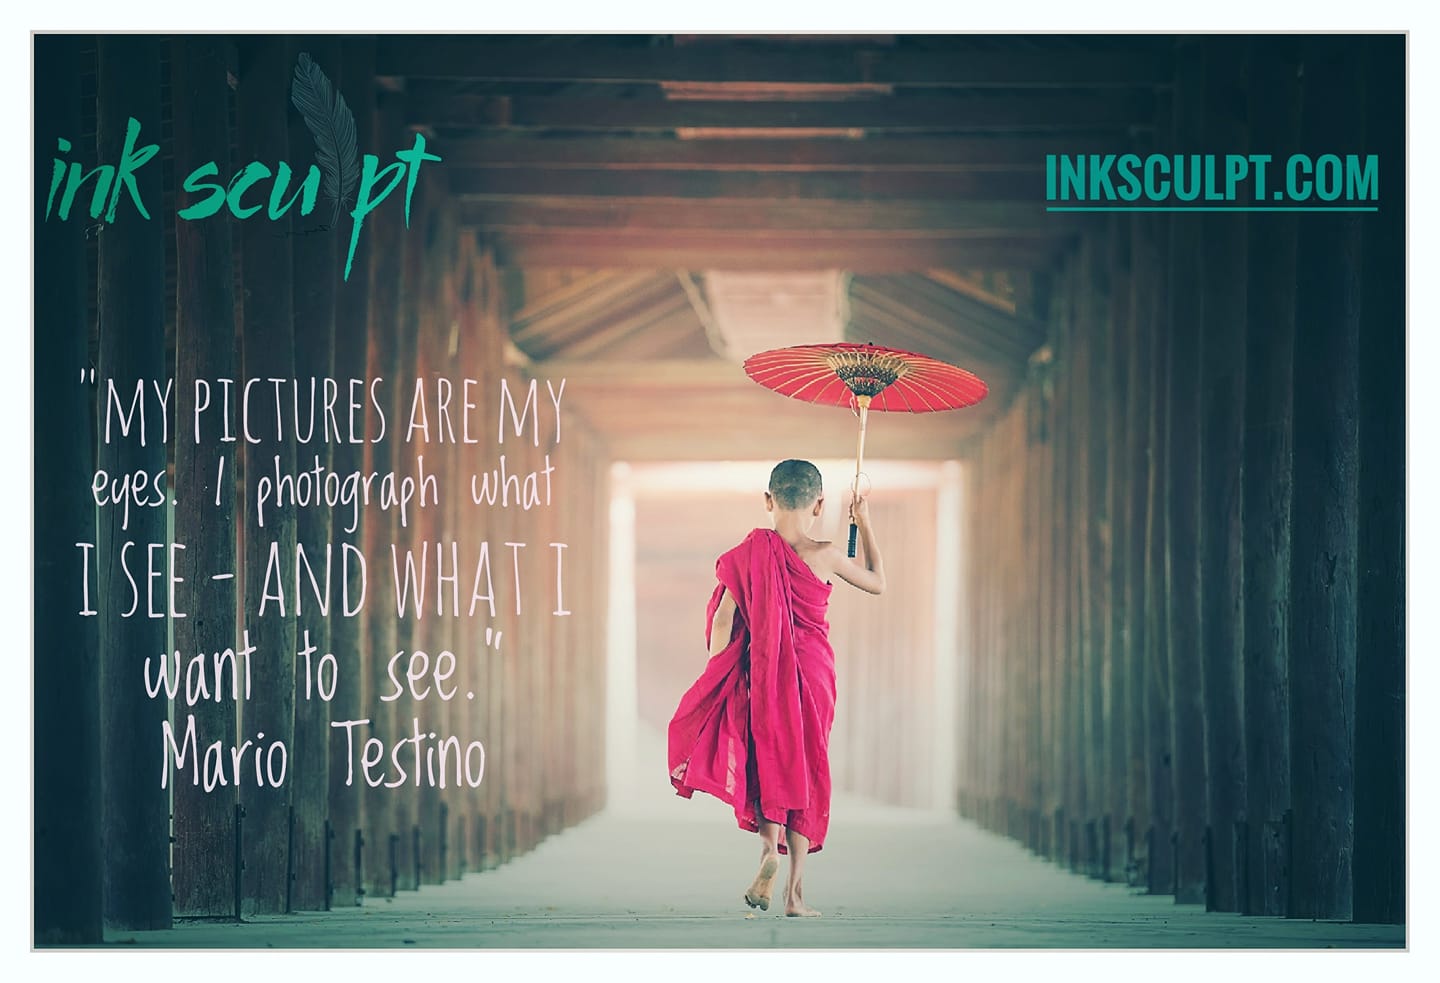 ink sculpt
INKSCULPT.COM
"MY PICTURES ARE MY
eyes. I photograph what
I SEE - AND WHAT I
want to see."
Mario Testino